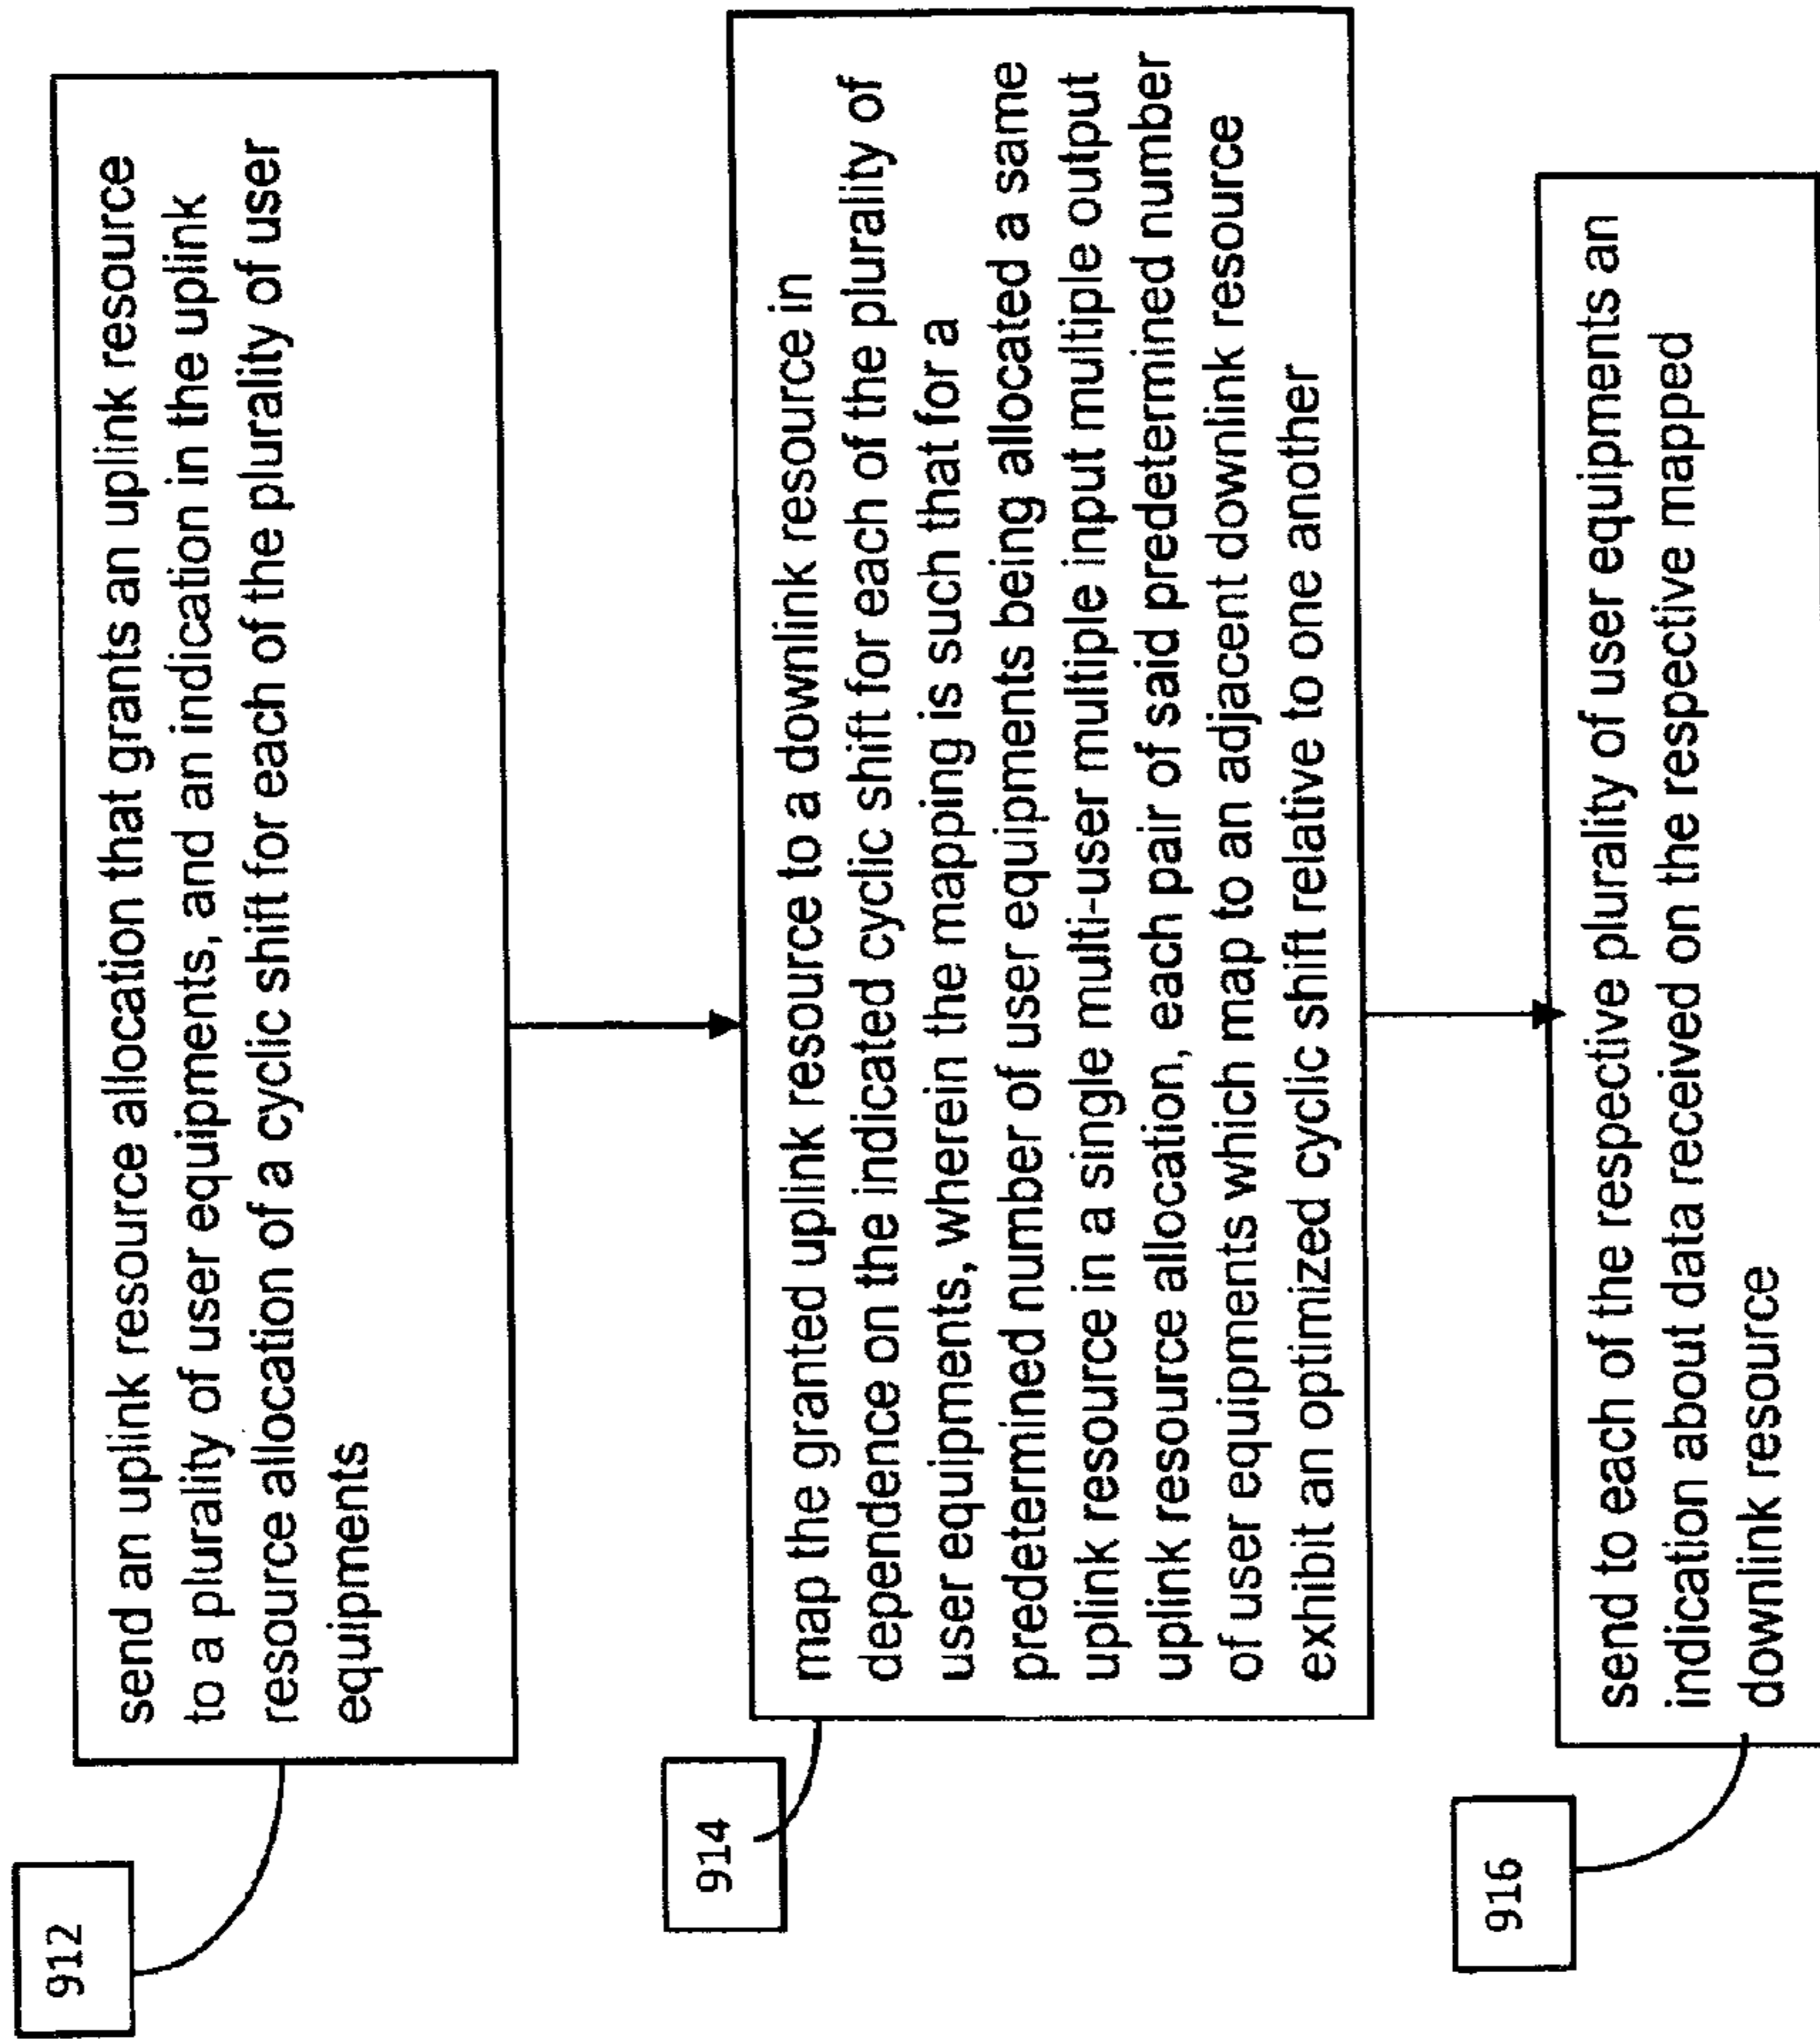 912
send an uplink resource allocation that grants an uplink resource
to a plurality of user equipments, and an indication in the uplink
resource allocation of a cyclic shift for each of the plurality of user
equipments
914
map the granted uplink resource to a downlink resource in
dependence on the indicated cyclic shift for each of the plurality of
user equipments, wherein the mapping is such that for a
predetermined number of user equipments being allocated a same
uplink resource in a single multi-user multiple input multiple output
uplink resource allocation, each pair of said predetermined number
of user equipments which map to an adjacent downlink resource
exhibit an optimized cyclic shift relative to one another
916
send to each of the respective plurality of user equipments an
indication about data received on the respective mapped
downlink resource